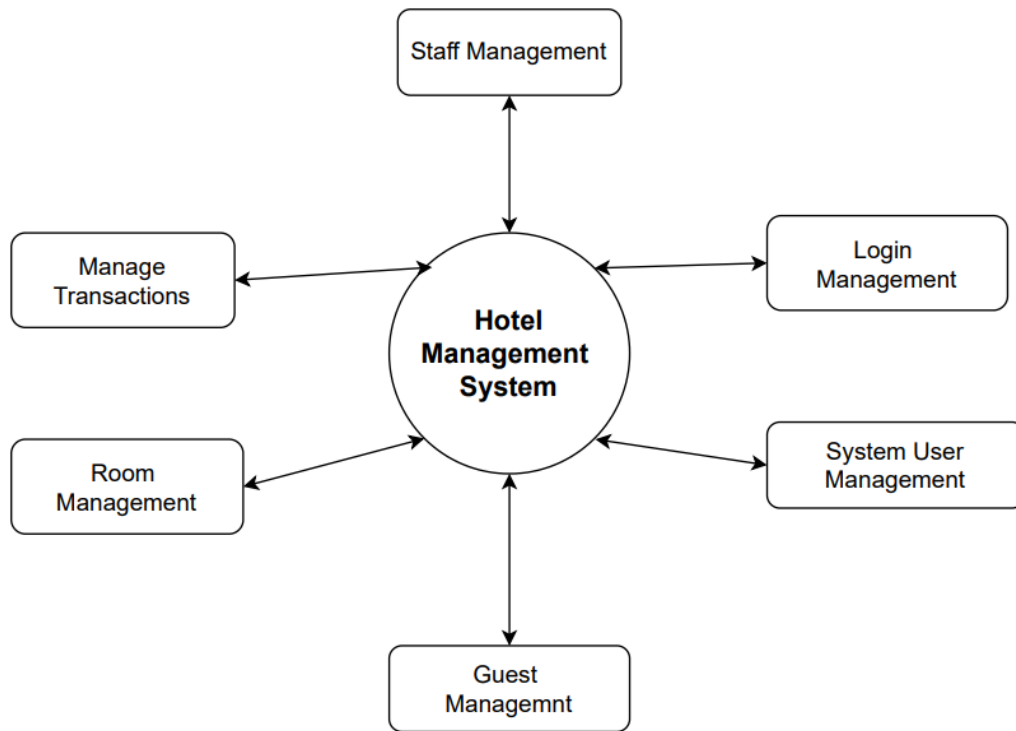 Staff Management
Manage
Transactions
Login
Management
Hotel
Management
System
Room
Management
System User
Management
Guest
Managemnt